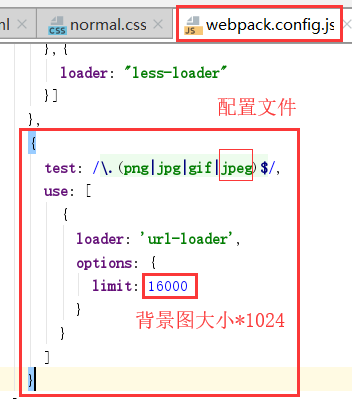 ml × normal.css × webpack.config.js
},{
loader: "less-loader"
}]
},
配置文件
{
test: /\.(png|jpg|gif|jpeg)$/,
use: [
{
loader: 'url-loader',
options: {
limit: 16000
}
背景图大小*1024
}
]
}